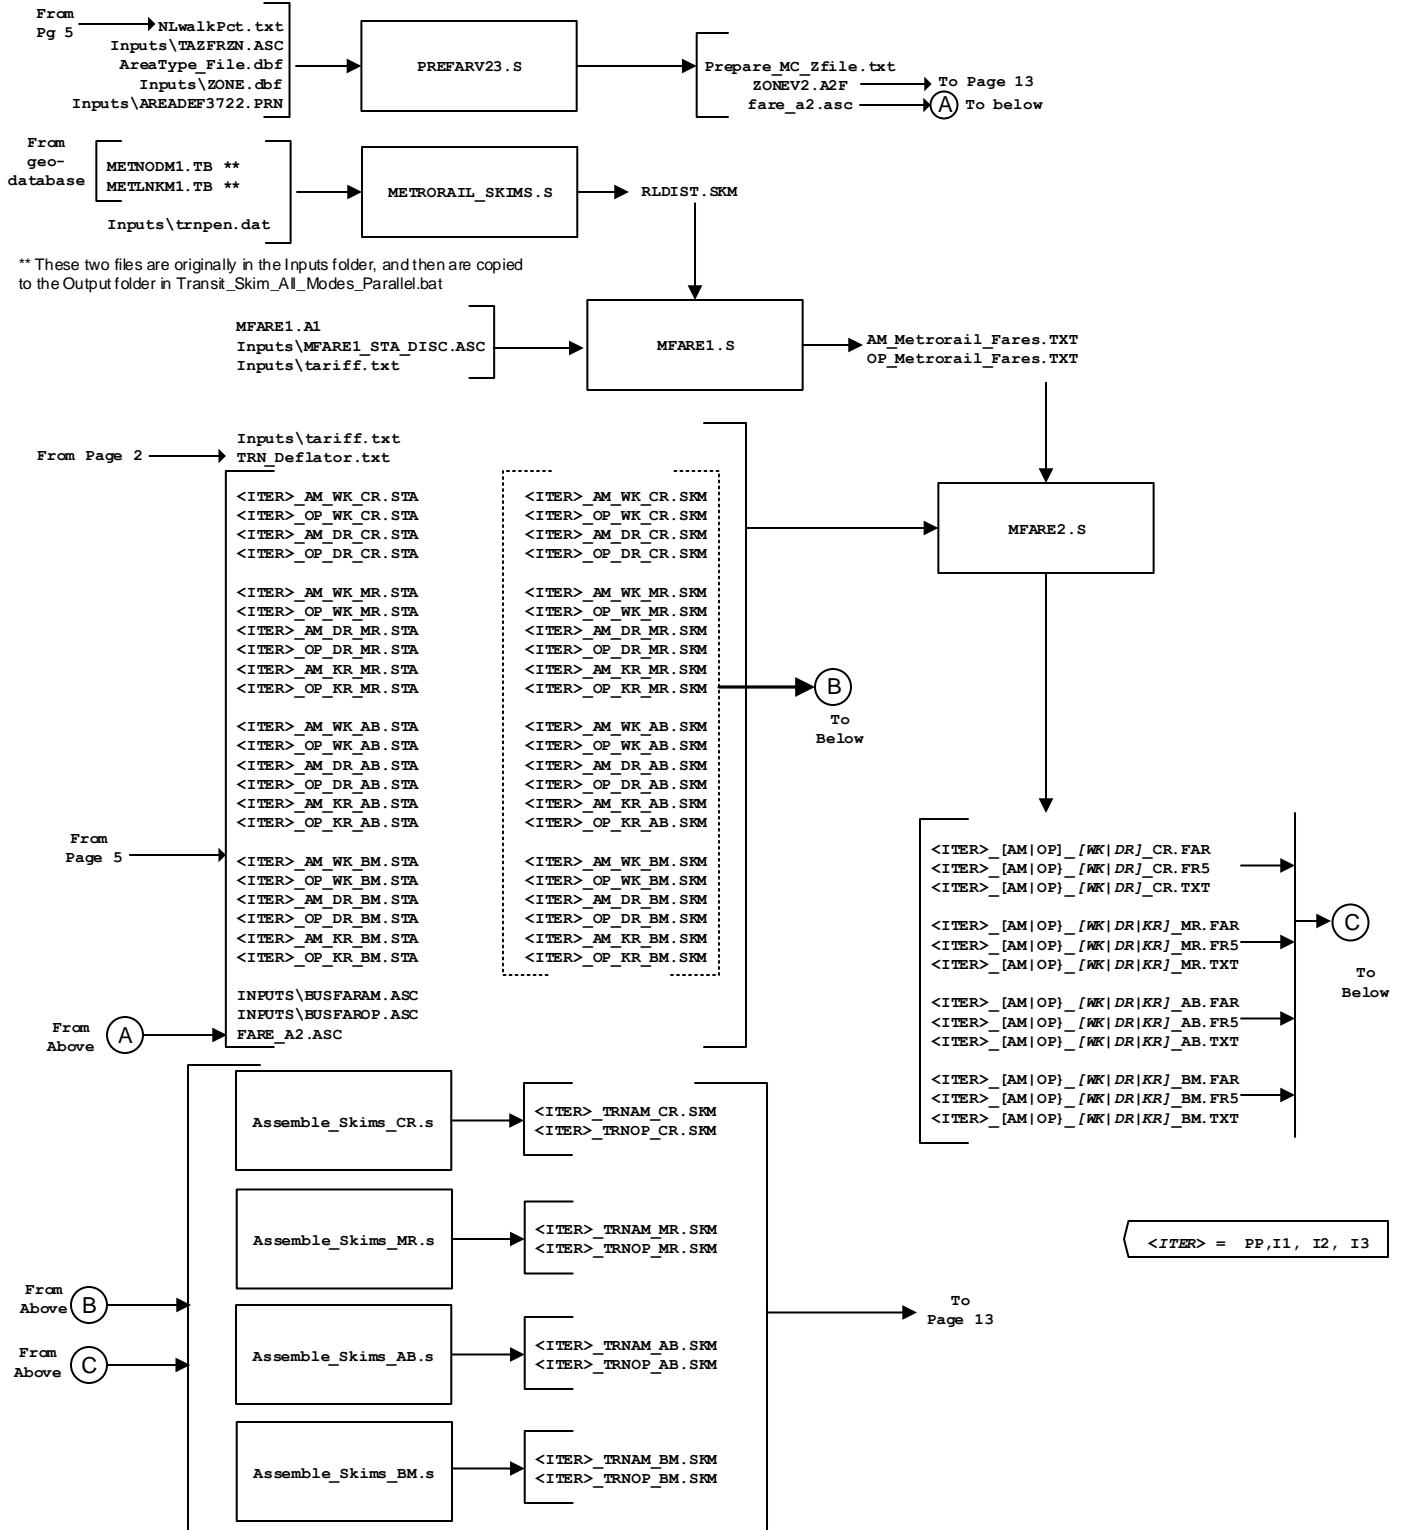 From
Pg 5
NLwalkPct.txt
Inputs\TAZFRZN.ASC
AreaType_File.dbf
Inputs\ZONE.dbf
Inputs\AREADEF3722.PRN
PREFARV23.S
Prepare_MC_Zfile.txt
ZONEV2.A2F
fare_a2.asc
To Page 13
A To below
From
geo-
database
METNODM1.TB **
METLNKM1.TB **
Inputs\trnpen.dat
METRORAIL_SKIMS.S
RLDIST.SKM
** These two files are originally in the Inputs folder, and then are copied
to the Output folder in Transit_Skim_All_Modes_Parallel.bat
MFARE1.A1
Inputs\MFARE1_STA_DISC.ASC
Inputs\tariff.txt
MFARE1.S
AM_Metrorail_Fares.TXT
OP_Metrorail_Fares.TXT
From Page 2
Inputs\tariff.txt
TRN_Deflator.txt
<ITER>_AM_WK_CR.STA
<ITER>_OP_WK_CR.STA
<ITER>_AM_DR_CR.STA
<ITER>_OP_DR_CR.STA
<ITER>_AM_WK_MR.STA
<ITER>_OP_WK_MR.STA
<ITER>_AM_DR_MR.STA
<ITER>_OP_DR_MR.STA
<ITER>_AM_KR_MR.STA
<ITER>_OP_KR_MR.STA
<ITER>_AM_WK_AB.STA
<ITER>_OP_WK_AB.STA
<ITER>_AM_DR_AB.STA
<ITER>_OP_DR_AB.STA
<ITER>_AM_KR_AB.STA
<ITER>_OP_KR_AB.STA
<ITER>_AM_WK_BM.STA
<ITER>_OP_WK_BM.STA
<ITER>_AM_DR_BM.STA
<ITER>_OP_DR_BM.STA
<ITER>_AM_KR_BM.STA
<ITER>_OP_KR_BM.STA
INPUTS\BUSFARAM.ASC
INPUTS\BUSFAROP.ASC
FARE_A2.ASC
From
Page 5
From
Above
A
<ITER>_AM_WK_CR.SKM
<ITER>_OP_WK_CR.SKM
<ITER>_AM_DR_CR.SKM
<ITER>_OP_DR_CR.SKM
<ITER>_AM_WK_MR.SKM
<ITER>_OP_WK_MR.SKM
<ITER>_AM_DR_MR.SKM
<ITER>_OP_DR_MR.SKM
<ITER>_AM_KR_MR.SKM
<ITER>_OP_KR_MR.SKM
<ITER>_AM_WK_AB.SKM
<ITER>_OP_WK_AB.SKM
<ITER>_AM_DR_AB.SKM
<ITER>_OP_DR_AB.SKM
<ITER>_AM_KR_AB.SKM
<ITER>_OP_KR_AB.SKM
<ITER>_AM_WK_BM.SKM
<ITER>_OP_WK_BM.SKM
<ITER>_AM_DR_BM.SKM
<ITER>_OP_DR_BM.SKM
<ITER>_AM_KR_BM.SKM
<ITER>_OP_KR_BM.SKM
B
To
Below
MFARE2.S
<ITER>_[AM|OP]_[WK|DR]_CR.FAR
<ITER>_[AM|OP}_[WK|DR]_CR.FR5
<ITER>_[AM|OP}_[WK|DR]_CR.TXT
<ITER>_[AM|OP}_[WK|DR|KR]_MR.FAR
<ITER>_[AM|OP}_[WK|DR|KR]_MR.FR5
<ITER>_[AM|OP}_[WK|DR|KR]_MR.TXT
<ITER>_[AM|OP}_[WK|DR|KR]_AB.FAR
<ITER>_[AM|OP}_[WK|DR|KR]_AB.FR5
<ITER>_[AM|OP}_[WK|DR|KR]_AB.TXT
<ITER>_[AM|OP}_[WK|DR|KR]_BM.FAR
<ITER>_[AM|OP}_[WK|DR|KR]_BM.FR5
<ITER>_[AM|OP}_[WK|DR|KR]_BM.TXT
C
To
Below
From
Above
B
From
Above
C
Assemble_Skims_CR.s
<ITER>_TRNAM_CR.SKM
<ITER>_TRNOP_CR.SKM
Assemble_Skims_MR.s
<ITER>_TRNAM_MR.SKM
<ITER>_TRNOP_MR.SKM
Assemble_Skims_AB.s
<ITER>_TRNAM_AB.SKM
<ITER>_TRNOP_AB.SKM
Assemble_Skims_BM.s
<ITER>_TRNAM_BM.SKM
<ITER>_TRNOP_BM.SKM
To
Page 13
<ITER> = PP,I1, I2, I3